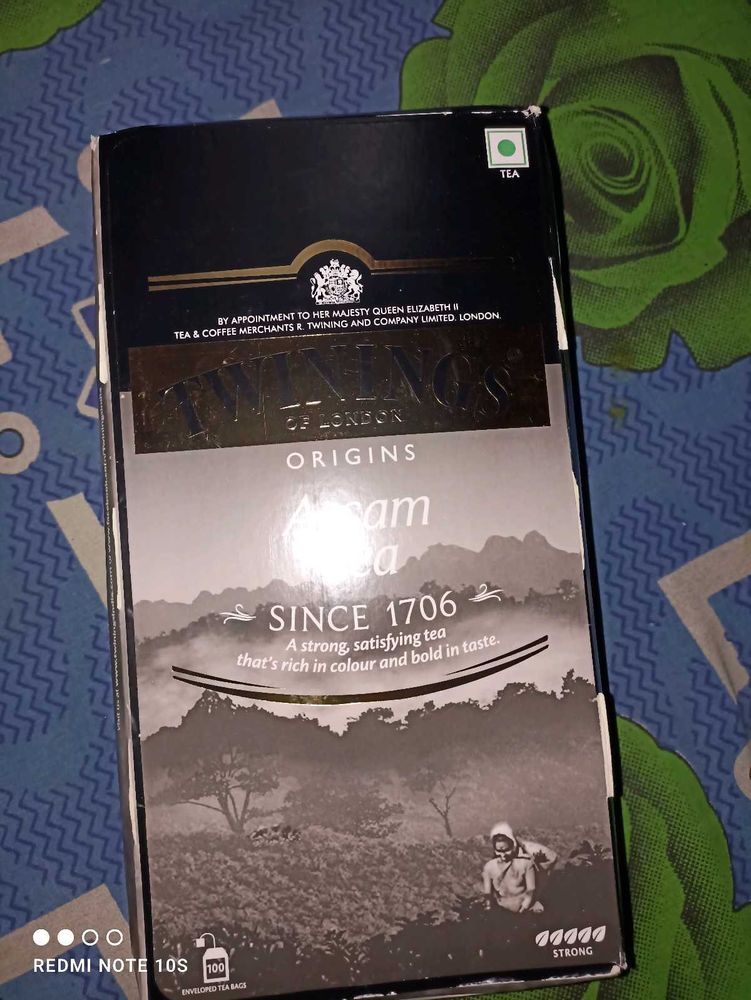 TEA
BY APPOINTMENT TO HER MAJESTY QUEEN ELIZABETH II
TEA & COFFEE MERCHANTS R. TWINING AND COMPANY LIMITED. LONDON.
TWININGS®
OF LONDON
ORIGINS
SINCE 1706
A strong, satisfying tea
that's rich in colour and bold in taste.
100
ENVELOPED TEA BAGS
STRONG
REDMI NOTE 10S